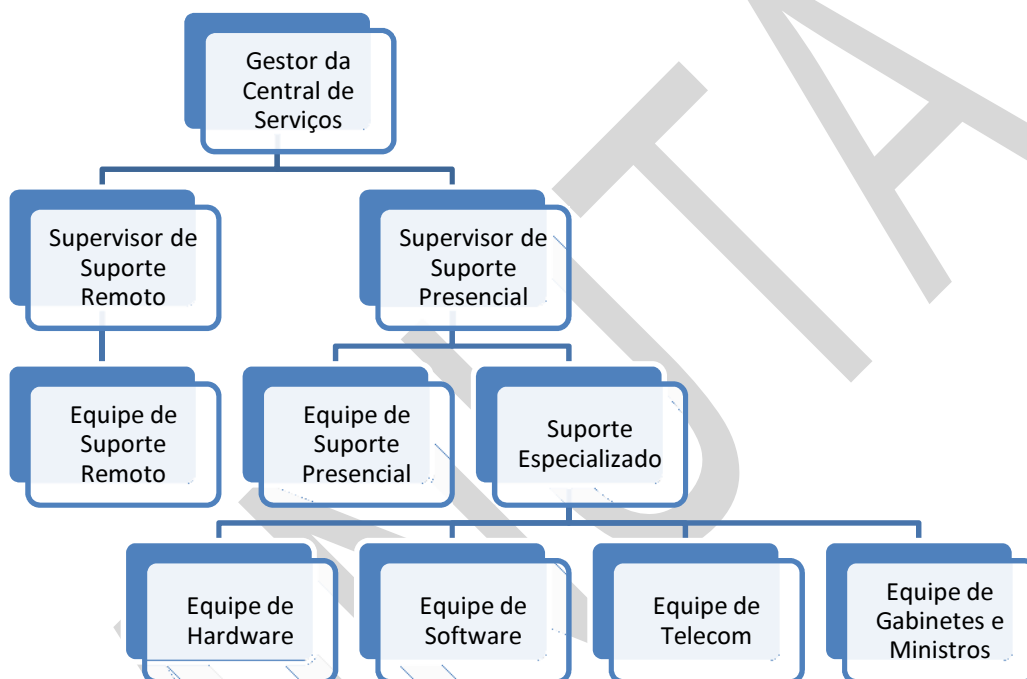 Gestor da
Central de
Serviços
Supervisor de
Suporte
Remoto
Supervisor de
Suporte
Presencial
Equipe de
Suporte
Remoto
Equipe de
Suporte
Presencial
Suporte
Especializado
Equipe de
Hardware
Equipe de
Software
Equipe de
Telecom
Equipe de
Gabinetes e
Ministros